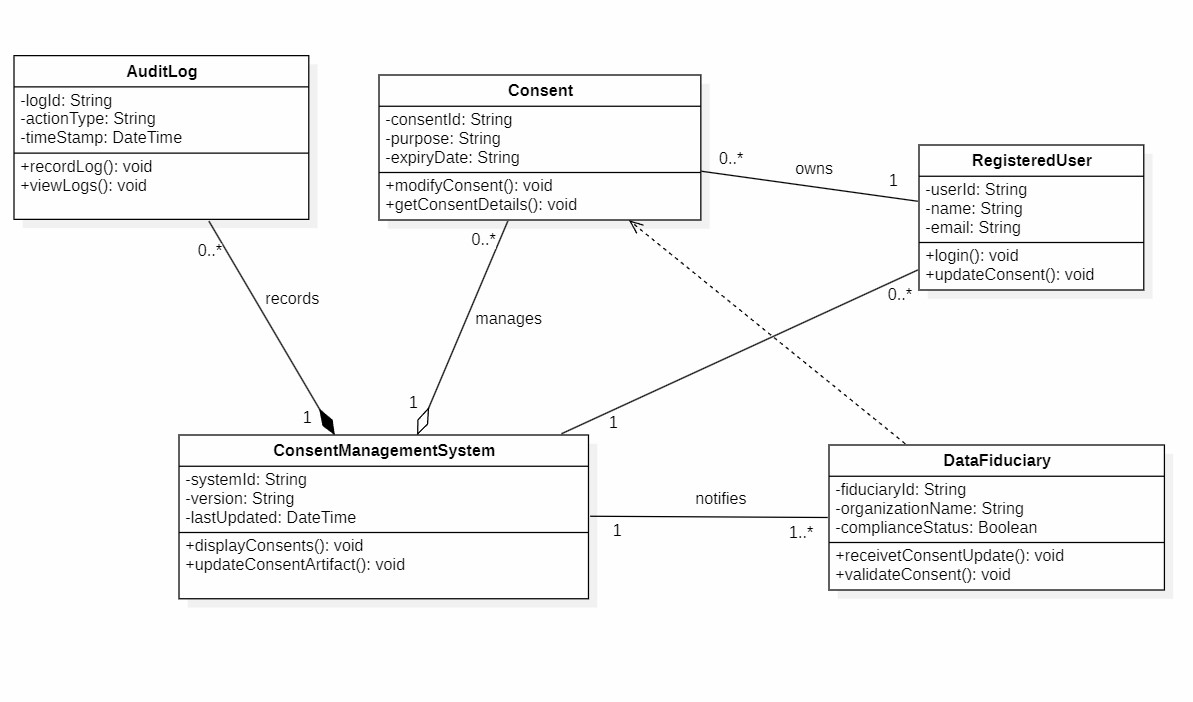 AuditLog
-logId: String
-actionType: String
-timeStamp: DateTime
+recordLog(): void
+viewLogs(): void
Consent
-consentId: String
-purpose: String
-expiryDate: String
+modifyConsent(): void
+getConsentDetails(): void
0..*
owns
1
RegisteredUser
-userId: String
-name: String
-email: String
+login(): void
+updateConsent(): void
0..*
records
1
0..*
manages
1
0..*
1
ConsentManagementSystem
-systemId: String
-version: String
-lastUpdated: DateTime
+displayConsents(): void
+updateConsentArtifact(): void
notifies
1
1..*
DataFiduciary
-fiduciaryId: String
-organizationName: String
-complianceStatus: Boolean
+receivetConsentUpdate(): void
+validateConsent(): void